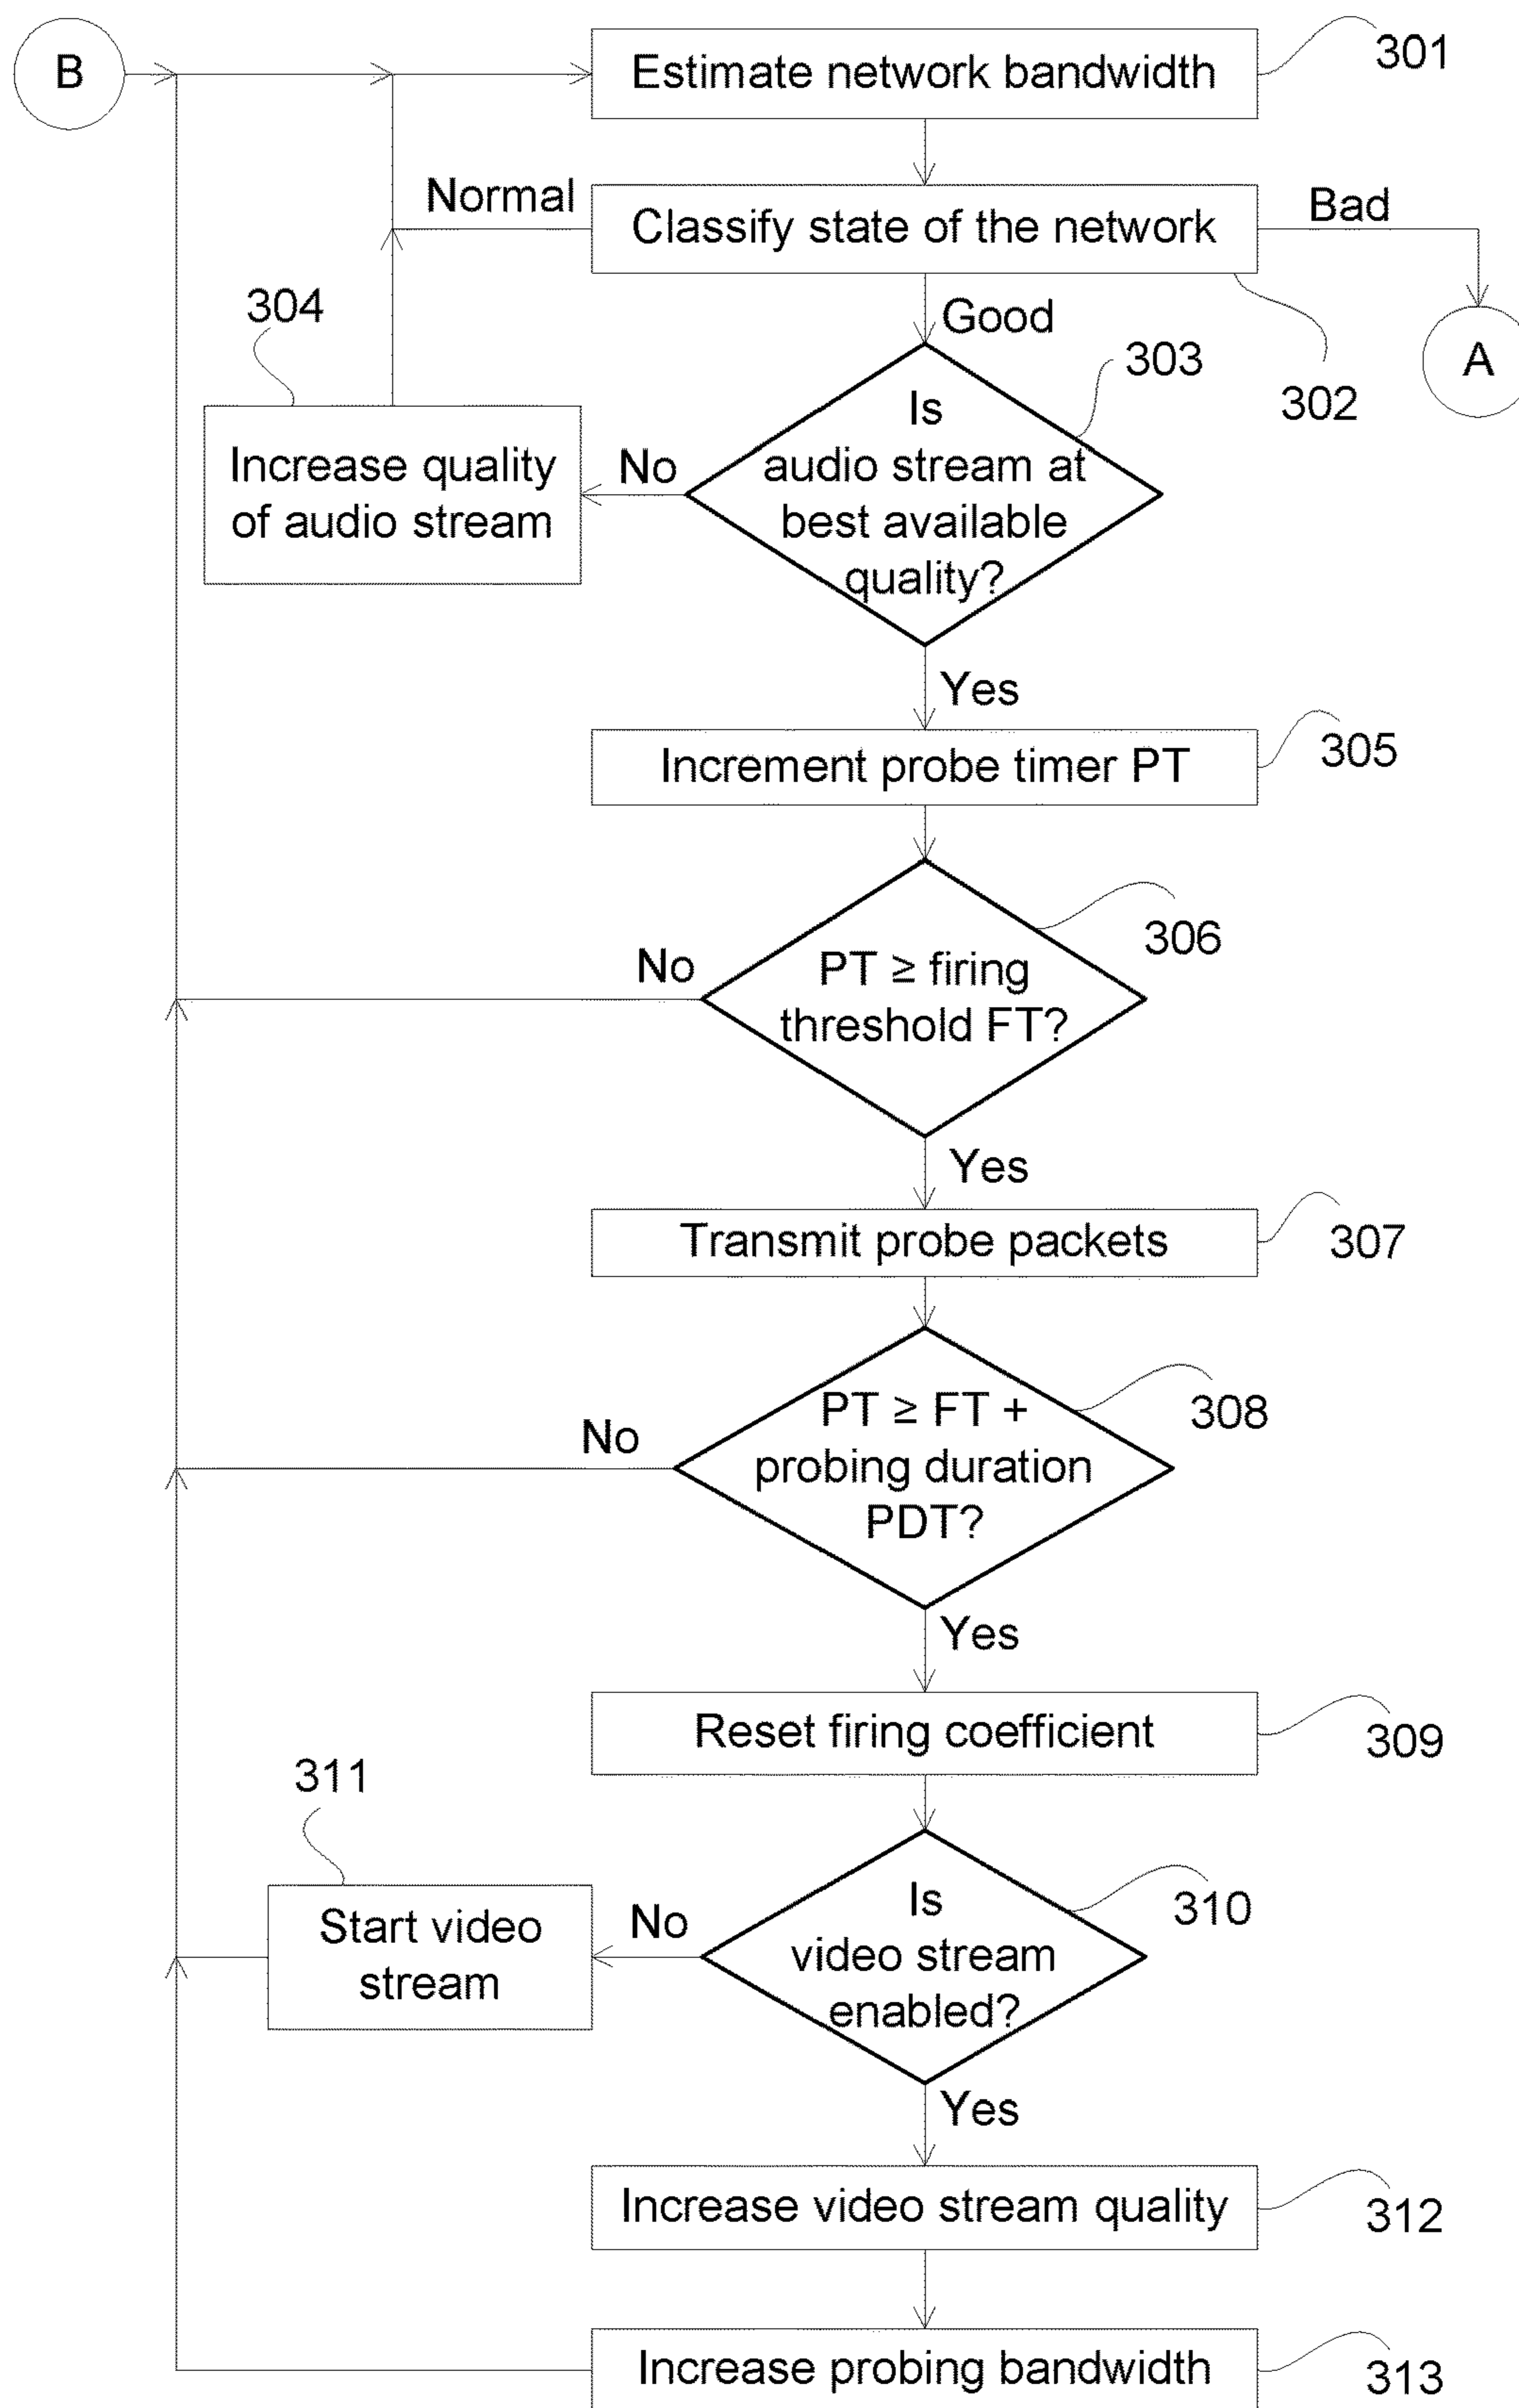 B
Estimate network bandwidth
301
Normal
Classify state of the network
Bad
304
Good
303
A
302
Is
audio stream at
best available
quality?
No
Increase quality
of audio stream
Yes
Increment probe timer PT
305
306
No
PT ≥ firing
threshold FT?
Yes
Transmit probe packets
307
308
No
PT ≥ FT +
probing duration
PDT?
Yes
Reset firing coefficient
309
311
310
Start video
stream
No
Is
video stream
enabled?
Yes
Increase video stream quality
312
Increase probing bandwidth
313